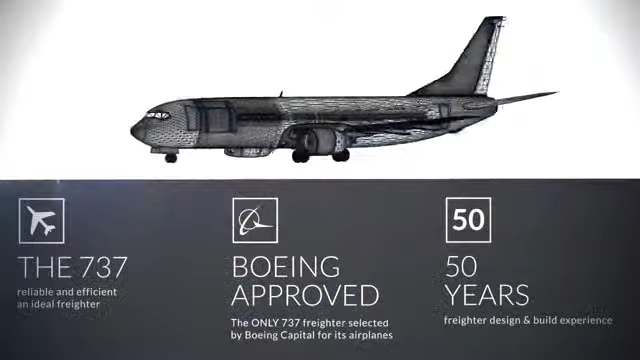 THE 737
reliable and efficient
an ideal freighter
BOEING
APPROVED
The ONLY 737 freighter selected
by Boeing Capital for its airplanes
50
50
YEARS
freighter design & build experience